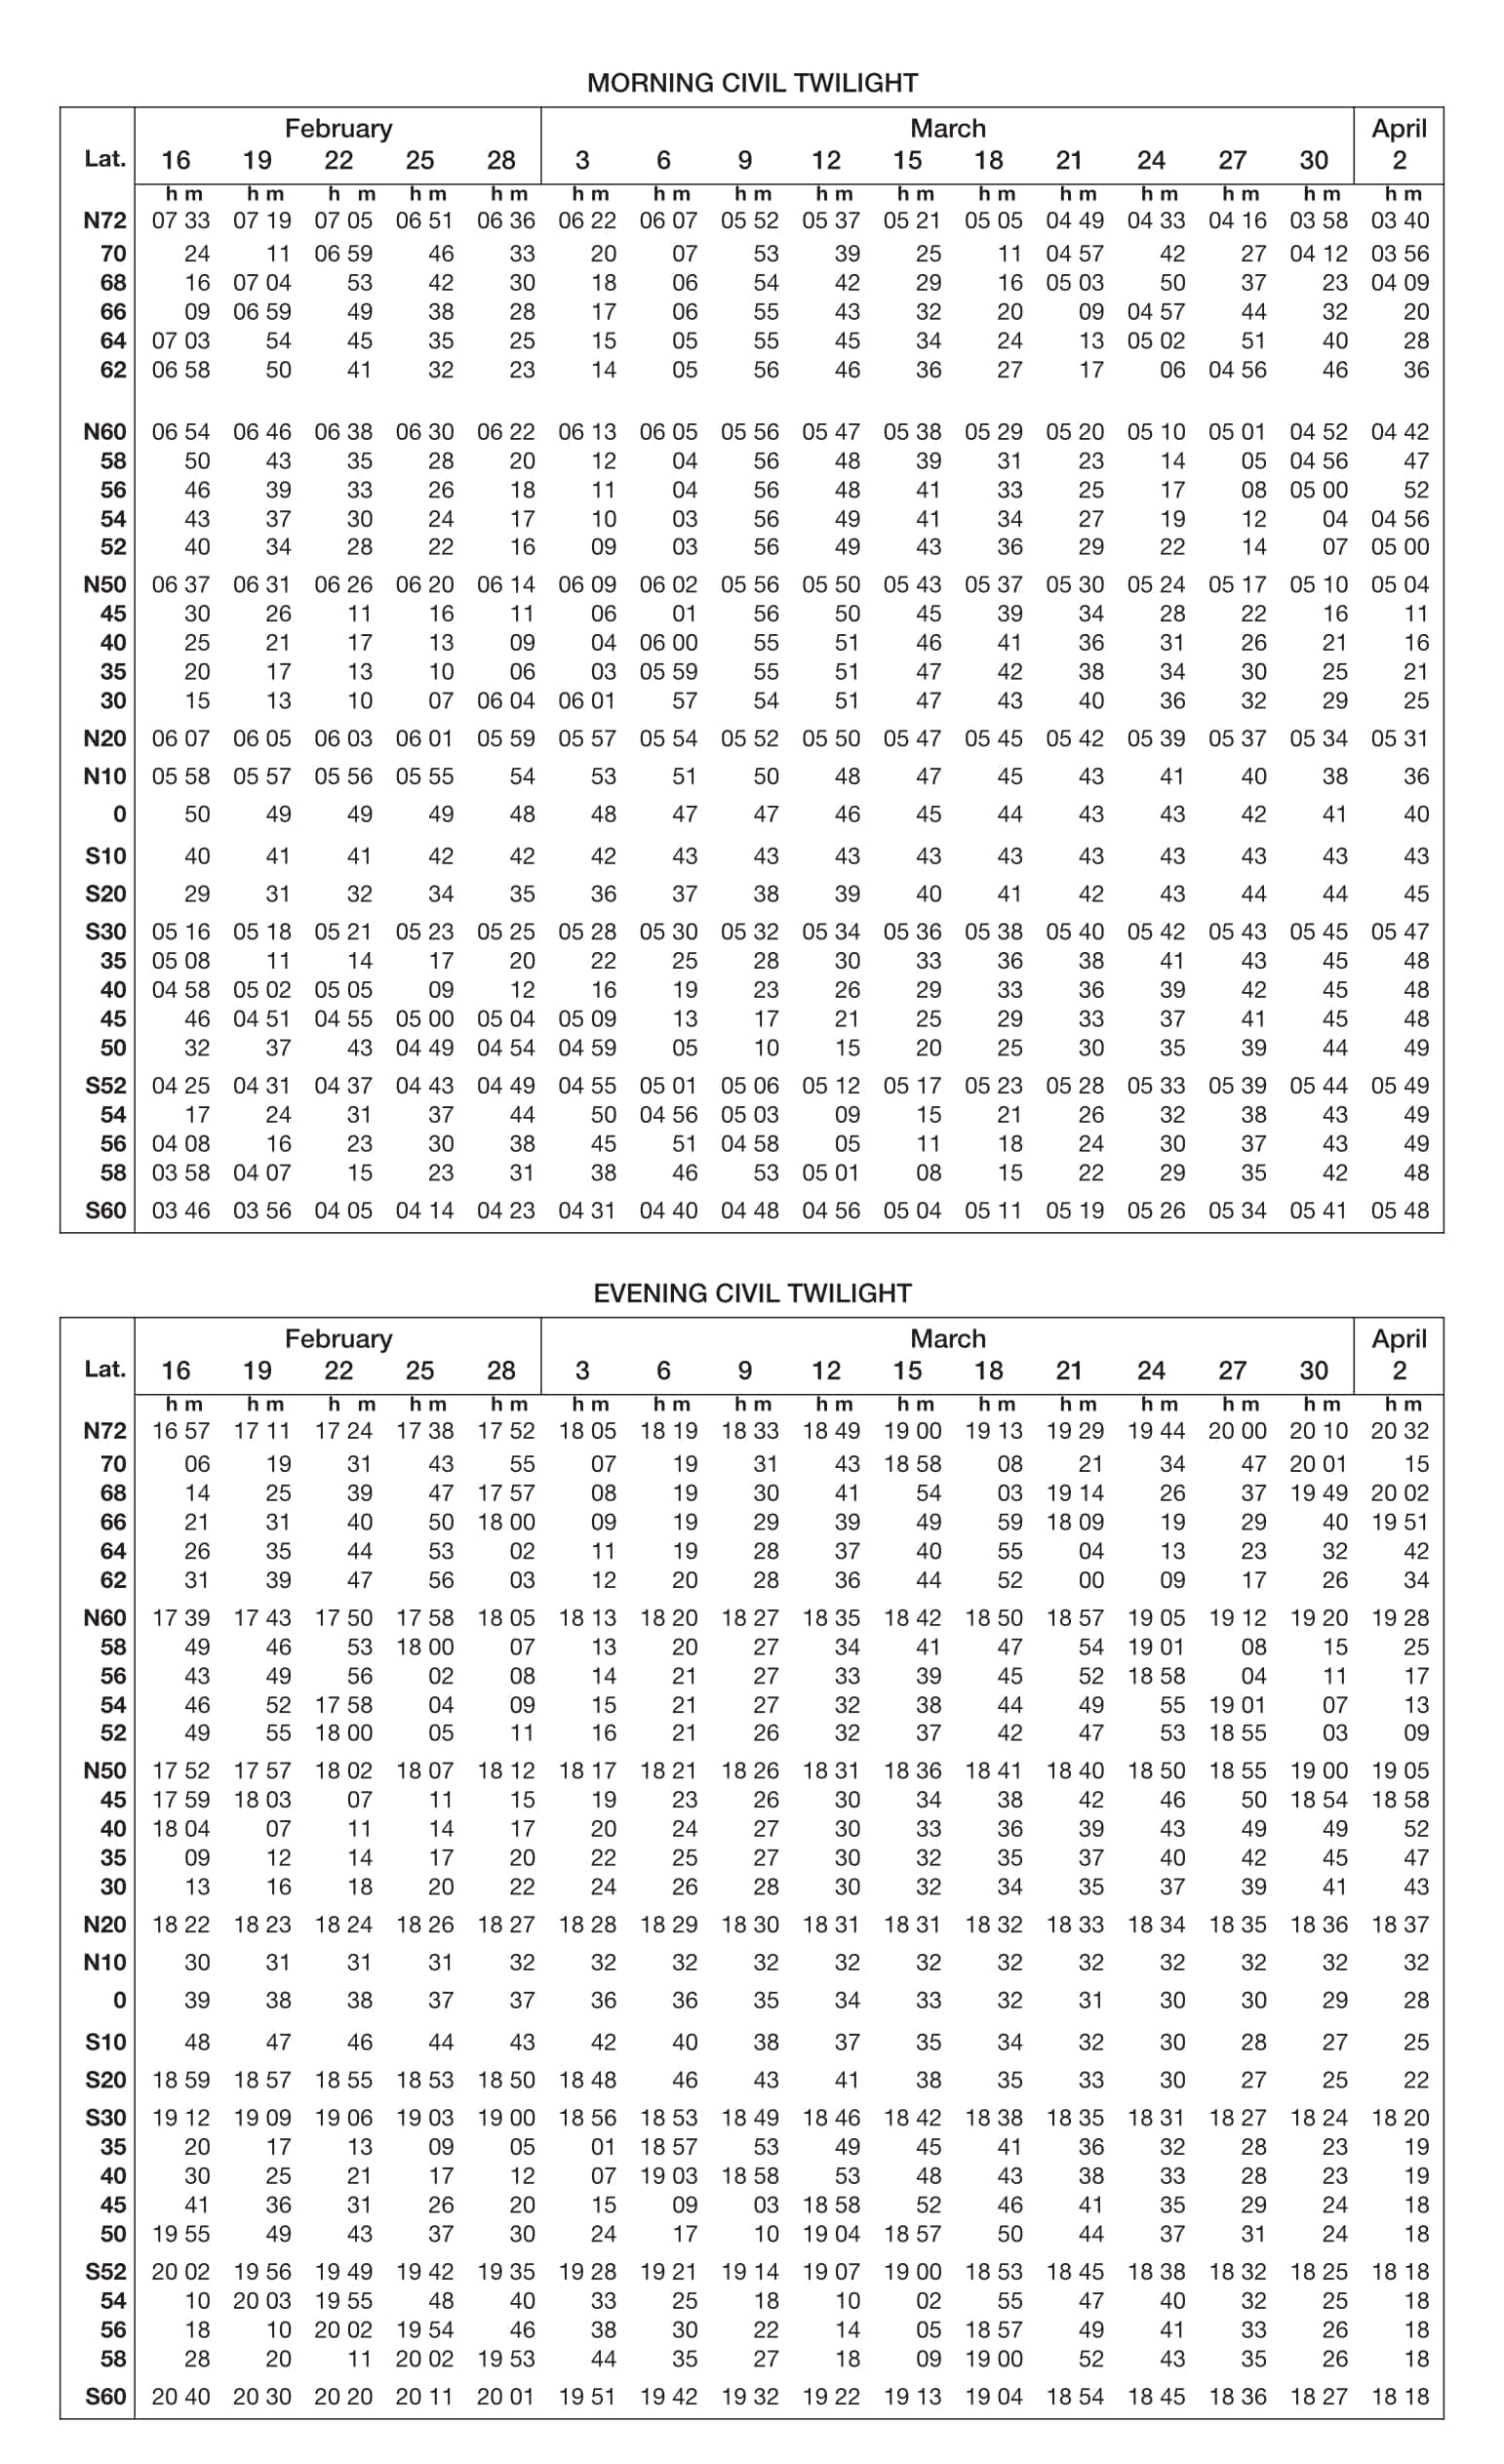 MORNING CIVIL TWILIGHT
February March April
Lat. 16 19 22 25 28 3 6 9 12 15 18 21 24 27 30 2
h m h m h m h m h m h m h m h m h m h m h m h m h m h m h m h m
N72 07 33 07 19 07 05 06 51 06 36 06 22 06 07 05 52 05 37 05 21 05 05 04 49 04 33 04 16 03 58 03 40
70 24 11 06 59 46 33 20 07 53 39 25 11 04 57 42 27 04 12 03 56
68 16 07 04 53 42 30 18 06 54 42 29 16 05 03 50 37 23 04 09
66 09 06 59 49 38 28 17 06 55 43 32 20 09 04 57 44 32 20
64 07 03 54 45 35 25 15 05 55 45 34 24 13 05 02 51 40 28
62 06 58 50 41 32 23 14 05 56 46 36 27 17 06 04 56 46 36
N60 06 54 06 46 06 38 06 30 06 22 06 13 06 05 05 56 05 47 05 38 05 29 05 20 05 10 05 01 04 52 04 42
58 50 43 35 28 20 12 04 56 48 39 31 23 14 05 04 56 47
56 46 39 33 26 18 11 04 56 48 41 33 25 17 08 05 00 52
54 43 37 30 24 17 10 03 56 49 41 34 27 19 12 04 04 56
52 40 34 28 22 16 09 03 56 49 43 36 29 22 14 07 05 00
N50 06 37 06 31 06 26 06 20 06 14 06 09 06 02 05 56 05 50 05 43 05 37 05 30 05 24 05 17 05 10 05 04
45 30 26 11 16 11 06 01 56 50 45 39 34 28 22 16 11
40 25 21 17 13 09 04 06 00 55 51 46 41 36 31 26 21 16
35 20 17 13 10 06 03 05 59 55 51 47 42 38 34 30 25 21
30 15 13 10 07 06 04 06 01 57 54 51 47 43 40 36 32 29 25
N20 06 07 06 05 06 03 06 01 05 59 05 57 05 54 05 52 05 50 05 47 05 45 05 42 05 39 05 37 05 34 05 31
N10 05 58 05 57 05 56 05 55 54 53 51 50 48 47 45 43 41 40 38 36
0 50 49 49 49 48 48 47 47 46 45 44 43 43 42 41 40
S10 40 41 41 42 42 42 43 43 43 43 43 43 43 43 43 43
S20 29 31 32 34 35 36 37 38 39 40 41 42 43 44 44 45
S30 05 16 05 18 05 21 05 23 05 25 05 28 05 30 05 32 05 34 05 36 05 38 05 40 05 42 05 43 05 45 05 47
35 05 08 11 14 17 20 22 25 28 30 33 36 38 41 43 45 48
40 04 58 05 02 05 05 09 12 16 19 23 26 29 33 36 39 42 45 48
45 46 04 51 04 55 05 00 05 04 05 09 13 17 21 25 29 33 37 41 45 48
50 32 37 43 04 49 04 54 04 59 05 10 15 20 25 30 35 39 44 49
S52 04 25 04 31 04 37 04 43 04 49 04 55 05 01 05 06 05 12 05 17 05 23 05 28 05 33 05 39 05 44 05 49
54 17 24 31 37 44 50 04 56 05 03 09 15 21 26 32 38 43 49
56 04 08 16 23 30 38 45 51 04 58 05 11 18 24 30 37 43 49
58 03 58 04 07 15 23 31 38 46 53 05 01 08 15 22 29 35 42 48
S60 03 46 03 56 04 05 04 14 04 23 04 31 04 40 04 48 04 56 05 04 05 11 05 19 05 26 05 34 05 41 05 48
EVENING CIVIL TWILIGHT
February March April
Lat. 16 19 22 25 28 3 6 9 12 15 18 21 24 27 30 2
h m h m h m h m h m h m h m h m h m h m h m h m h m h m h m h m
N72 16 57 17 11 17 24 17 38 17 52 18 05 18 19 18 33 18 49 19 00 19 13 19 29 19 44 20 00 20 10 20 32
70 06 19 31 43 55 07 19 31 43 18 58 08 21 34 47 20 01 15
68 14 25 39 47 17 57 08 19 30 41 54 03 19 14 26 37 19 49 20 02
66 21 31 40 50 18 00 09 19 29 39 49 59 18 09 19 29 40 19 51
64 26 35 44 53 02 11 19 28 37 40 55 04 13 23 32 42
62 31 39 47 56 03 12 20 28 36 44 52 00 09 17 26 34
N60 17 39 17 43 17 50 17 58 18 05 18 13 18 20 18 27 18 35 18 42 18 50 18 57 19 05 19 12 19 20 19 28
58 49 46 53 18 00 07 13 20 27 34 41 47 54 19 01 08 15 25
56 43 49 56 02 08 14 21 27 33 39 45 52 18 58 04 11 17
54 46 52 17 58 04 09 15 21 27 32 38 44 49 55 19 01 07 13
52 49 55 18 00 05 11 16 21 26 32 37 42 47 53 18 55 03 09
N50 17 52 17 57 18 02 18 07 18 12 18 17 18 21 18 26 18 31 18 36 18 41 18 40 18 50 18 55 19 00 19 05
45 17 59 18 03 07 11 15 19 23 26 30 34 38 42 46 50 18 54 18 58
40 18 04 07 11 14 17 20 24 27 30 33 36 39 43 49 49 52
35 09 12 14 17 20 22 25 27 30 32 35 37 40 42 45 47
30 13 16 18 20 22 24 26 28 30 32 34 35 37 39 41 43
N20 18 22 18 23 18 24 18 26 18 27 18 28 18 29 18 30 18 31 18 31 18 32 18 33 18 34 18 35 18 36 18 37
N10 30 31 31 31 32 32 32 32 32 32 32 32 32 32 32 32
0 39 38 38 37 37 36 36 35 34 33 32 31 30 30 29 28
S10 48 47 46 44 43 42 40 38 37 35 34 32 30 28 27 25
S20 18 59 18 57 18 55 18 53 18 50 18 48 46 43 41 38 35 33 30 27 25 22
S30 19 12 19 09 19 06 19 03 19 00 18 56 18 53 18 49 18 46 18 42 18 38 18 35 18 31 18 27 18 24 18 20
35 20 17 13 09 05 01 18 57 53 49 45 41 36 32 28 23 19
40 30 25 21 17 12 07 19 03 18 58 53 48 43 38 33 28 23 19
45 41 36 31 26 20 15 09 03 18 58 52 46 41 35 29 24 18
50 19 55 49 43 37 30 24 17 10 19 04 18 57 50 44 37 31 24 18
S52 20 02 19 56 19 49 19 42 19 35 19 28 19 21 19 14 19 07 19 00 18 53 18 45 18 38 18 32 18 25 18 18
54 10 20 03 19 55 48 40 33 25 18 10 02 55 47 40 32 25 18
56 18 10 20 02 19 54 46 38 30 22 14 05 18 57 49 41 33 26 18
58 28 20 11 20 02 19 53 44 35 27 18 09 19 00 52 43 35 26 18
S60 20 40 20 30 20 20 20 11 20 01 19 51 19 42 19 32 19 22 19 13 19 04 18 54 18 45 18 36 18 27 18 18